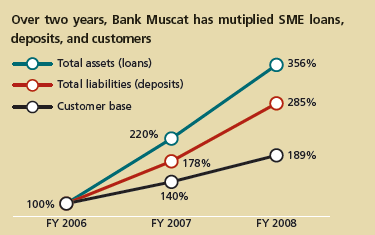 Over two years, Bank Muscat has mutiplied SME loans,
deposits, and customers
Total assets (loans)
Total liabilities (deposits)
Customer base
356%
285%
220%
178%
189%
140%
100%
FY 2006
FY 2007
FY 2008